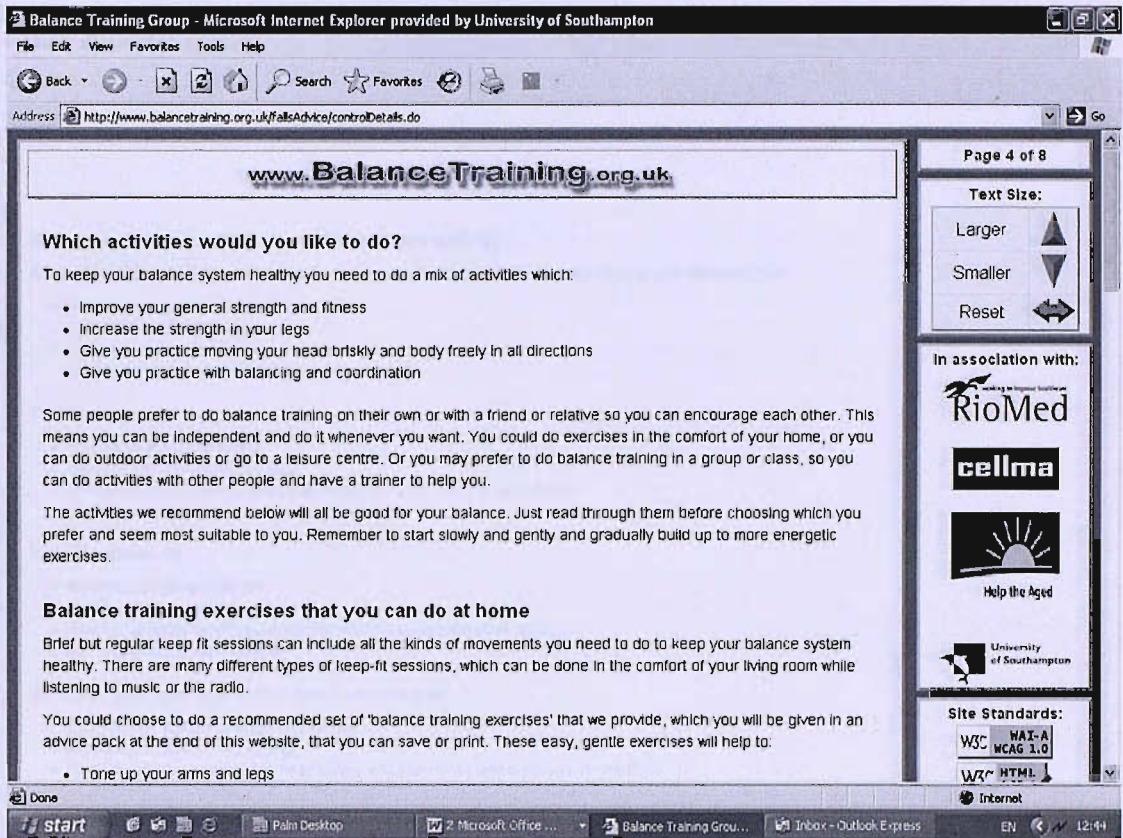 Balance Training Group - Microsoft Internet Explorer provided by University of Southampton
File Edit View Favorites Tools Help
Back Search Favorites
Address http://www.balancetraining.org.uk/fallsAdvice/controlDetails.do Go
www.BalanceTraining.org.uk
Which activities would you like to do?
To keep your balance system healthy you need to do a mix of activities which:
• Improve your general strength and fitness
• Increase the strength in your legs
• Give you practice moving your head briskly and body freely in all directions
• Give you practice with balancing and coordination
Some people prefer to do balance training on their own or with a friend or relative so you can encourage each other. This
means you can be independent and do it whenever you want. You could do exercises in the comfort of your home, or you
can do outdoor activities or go to a leisure centre. Or you may prefer to do balance training in a group or class, so you
can do activities with other people and have a trainer to help you.
The activities we recommend below will all be good for your balance. Just read through them before choosing which you
prefer and seem most suitable to you. Remember to start slowly and gently and gradually build up to more energetic
exercises.
Balance training exercises that you can do at home
Brief but regular keep fit sessions can include all the kinds of movements you need to do to keep your balance system
healthy. There are many different types of keep-fit sessions, which can be done in the comfort of your living room while
listening to music or the radio.
You could choose to do a recommended set of 'balance training exercises' that we provide, which you will be given in an
advice pack at the end of this website, that you can save or print. These easy, gentle exercises will help to:
• Tone up your arms and legs
Page 4 of 8
Text Size:
Larger
Smaller
Reset
In association with:
RioMed
cellma
Help the Aged
University
of Southampton
Site Standards:
W3C WAI-A
WCAG 1.0
W3C HTML
Done Internet
start Palm Desktop 2 Microsoft Office ... Balance Training Grou... Inbox - Outlook Express EN 12:44